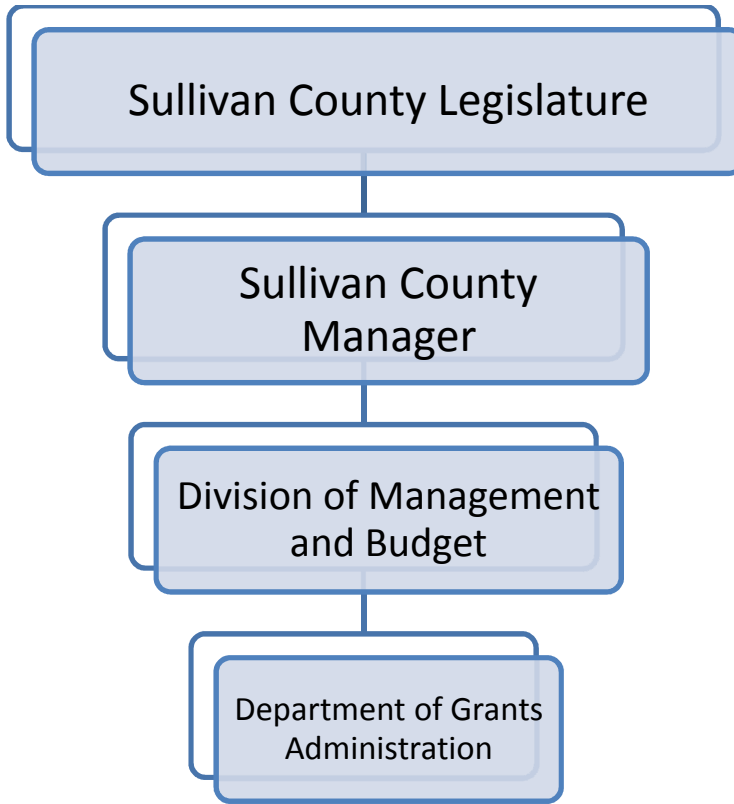 Sullivan County Legislature
Sullivan County
Manager
Division of Management
and Budget
Department of Grants
Administration